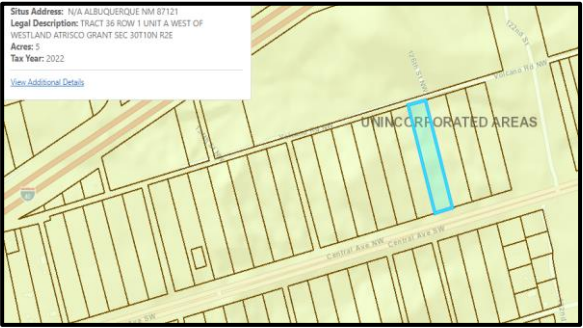 Situs Address: N/A ALBUQUERQUE NM 87121
Legal Description: TRACT 36 ROW 1 UNIT A WEST OF
WESTLAND ATRISCO GRANT SEC 30T10N R2E
Acres: 5
Tax Year: 2022
View Additional Details
122nd St
Volcano Rd NW
UNINCORPORATED AREAS
Central Ave NW
Central Ave SW